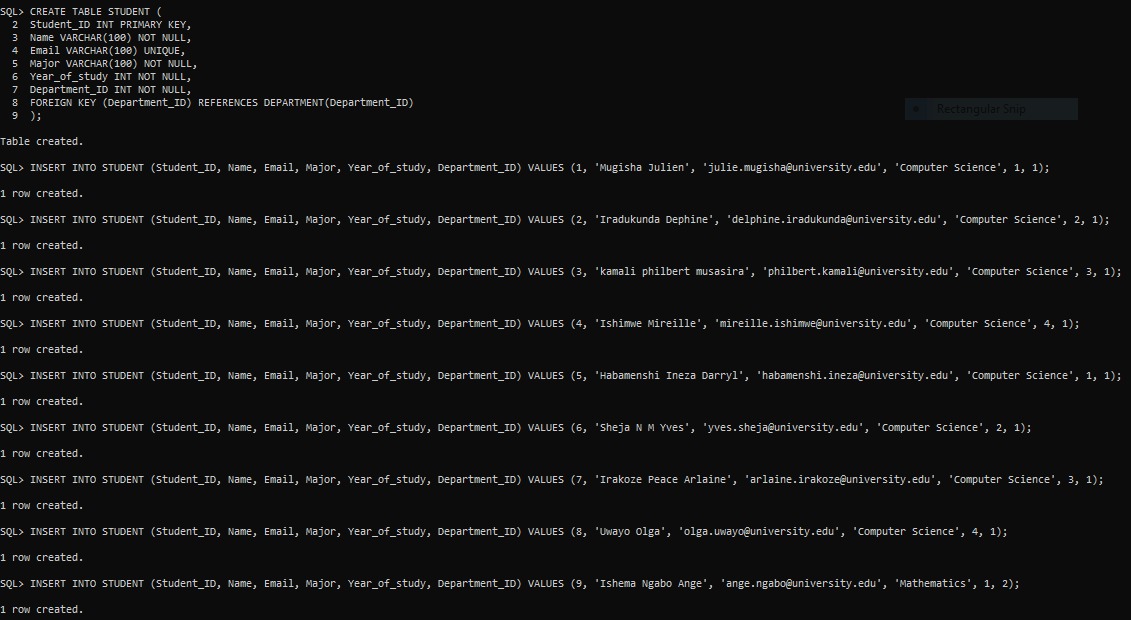 SQL> CREATE TABLE STUDENT (
  2  Student_ID INT PRIMARY KEY,
  3  Name VARCHAR(100) NOT NULL,
  4  Email VARCHAR(100) UNIQUE,
  5  Major VARCHAR(100) NOT NULL,
  6  Year_of_study INT NOT NULL,
  7  Department_ID INT NOT NULL,
  8  FOREIGN KEY (Department_ID) REFERENCES DEPARTMENT(Department_ID)
Rectangular Snip
  9  );
Table created.
SQL> INSERT INTO STUDENT (Student_ID, Name, Email, Major, Year_of_study, Department_ID) VALUES (1, 'Mugisha Julien', 'julie.mugisha@university.edu', 'Computer Science', 1, 1);
1 row created.
SQL> INSERT INTO STUDENT (Student_ID, Name, Email, Major, Year_of_study, Department_ID) VALUES (2, 'Iradukunda Dephine', 'delphine.iradukunda@university.edu', 'Computer Science', 2, 1);
1 row created.
SQL> INSERT INTO STUDENT (Student_ID, Name, Email, Major, Year_of_study, Department_ID) VALUES (3, 'kamali philbert musasira', 'philbert.kamali@university.edu', 'Computer Science', 3, 1);
1 row created.
SQL> INSERT INTO STUDENT (Student_ID, Name, Email, Major, Year_of_study, Department_ID) VALUES (4, 'Ishimwe Mireille', 'mireille.ishimwe@university.edu', 'Computer Science', 4, 1);
1 row created.
SQL> INSERT INTO STUDENT (Student_ID, Name, Email, Major, Year_of_study, Department_ID) VALUES (5, 'Habamenshi Ineza Darryl', 'habamenshi.ineza@university.edu', 'Computer Science', 1, 1);
1 row created.
SQL> INSERT INTO STUDENT (Student_ID, Name, Email, Major, Year_of_study, Department_ID) VALUES (6, 'Sheja N M Yves', 'yves.sheja@university.edu', 'Computer Science', 2, 1);
1 row created.
SQL> INSERT INTO STUDENT (Student_ID, Name, Email, Major, Year_of_study, Department_ID) VALUES (7, 'Irakoze Peace Arlaine', 'arlaine.irakoze@university.edu', 'Computer Science', 3, 1);
1 row created.
SQL> INSERT INTO STUDENT (Student_ID, Name, Email, Major, Year_of_study, Department_ID) VALUES (8, 'Uwayo Olga', 'olga.uwayo@university.edu', 'Computer Science', 4, 1);
1 row created.
SQL> INSERT INTO STUDENT (Student_ID, Name, Email, Major, Year_of_study, Department_ID) VALUES (9, 'Ishema Ngabo Ange', 'ange.ngabo@university.edu', 'Mathematics', 1, 2);
1 row created.